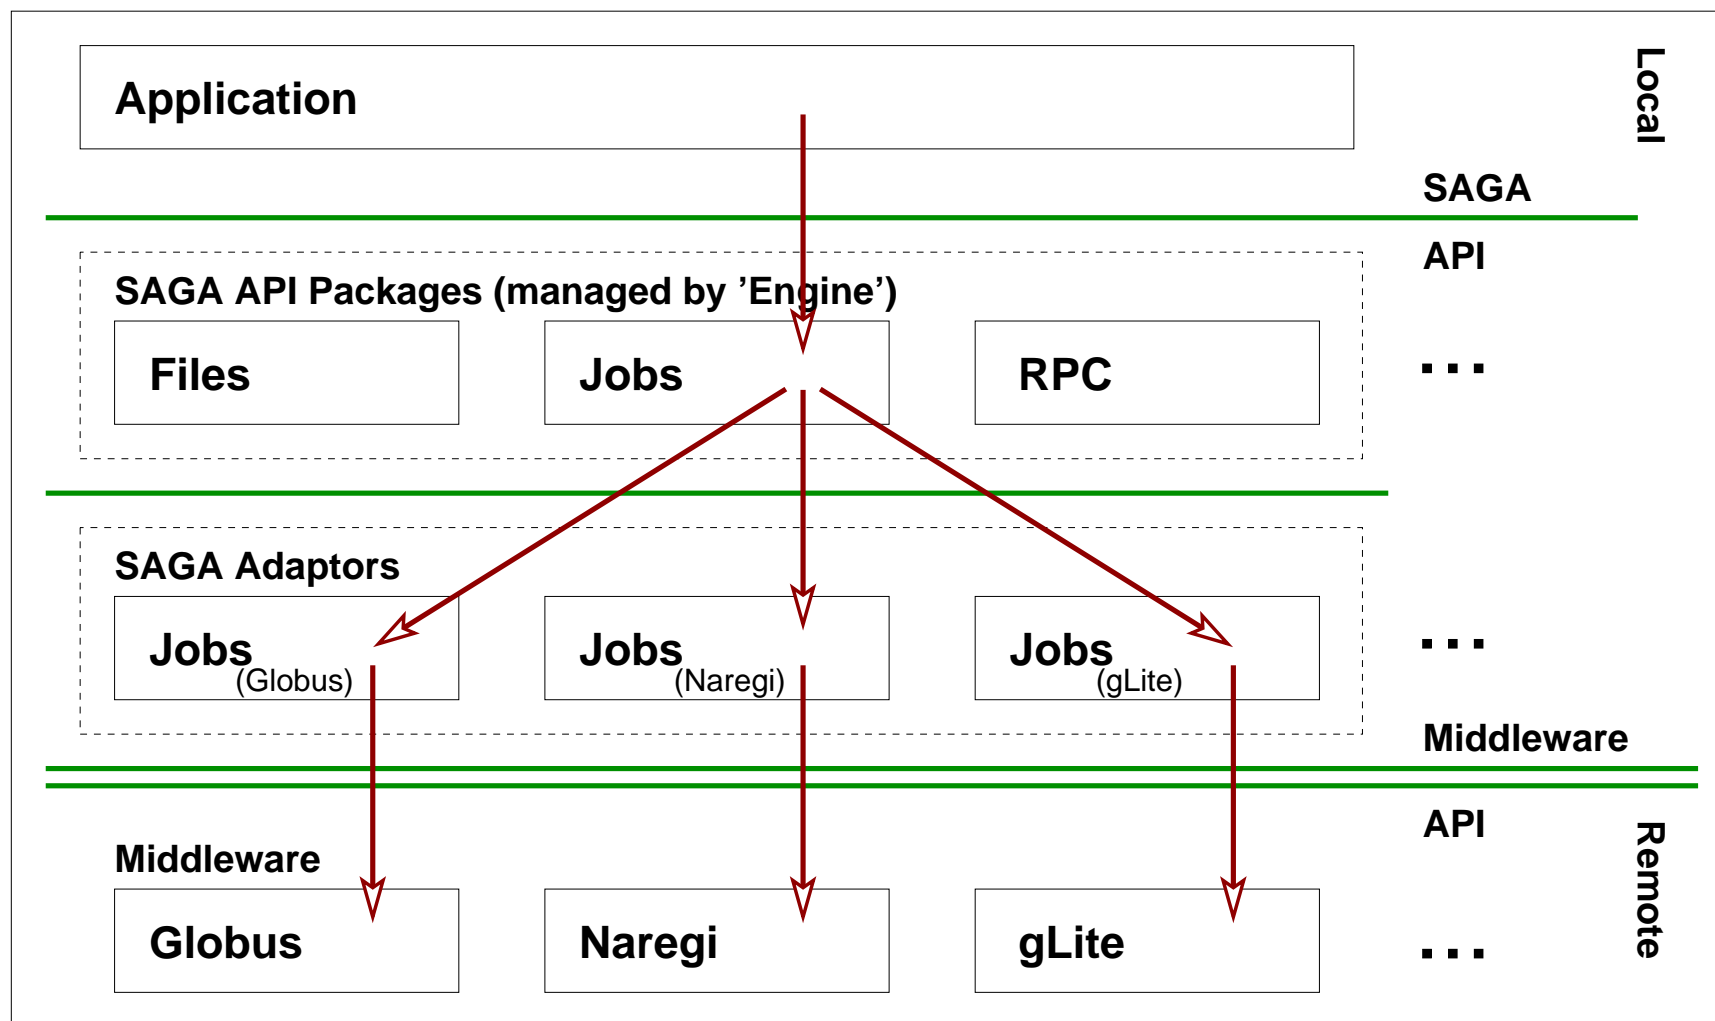 Application
Local
SAGA
API
SAGA API Packages (managed by ’Engine’)
Files
Jobs
RPC
...
SAGA Adaptors
Jobs
(Globus)
Jobs
(Naregi)
Jobs
(gLite)
...
Middleware
API
Remote
Middleware
Globus
Naregi
gLite
...